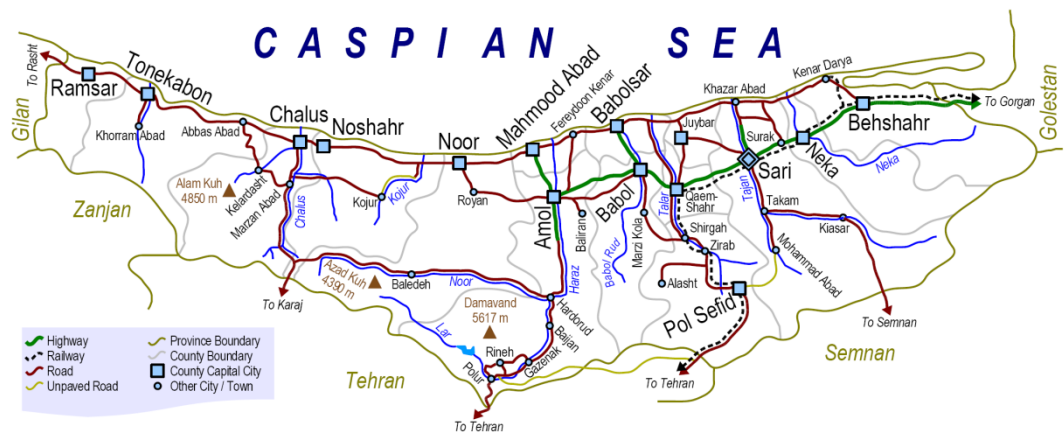 CASPIAN SEA
To Rasht
Ramsar
Tonekabon
Gilan
Khorram Abad
Abbas Abad
Chalus
Noshahr
Noor
Mahmood Abad
Fereydoon Kenar
Babolsar
Khazar Abad
Kenar Darya
To Gorgan
Golestan
Juybar
Surak
Neka
Behshahr
Alam Kuh
4850 m
Kelardasht
Marzan Abad
Chalus
Kojur
Kojur
Royan
Amol
Baliran
Babol
Babol Rud
Marzi Kola
Talar
Qaem-
Shahr
Sari
Tajan
Neka
Zanjan
Takam
Kiasar
Shirgah
Zirab
Mohammad Abad
Alasht
Pol Sefid
To Karaj
Azad Kuh
4390 m
Baledeh
Noor
Haraz
Damavand
5617 m
Hardorud
Baijan
Gazenak
Rineh
Lar
Polur
To Semnan
Semnan
Tehran
To Tehran
To Tehran
Highway
Railway
Road
Unpaved Road
Province Boundary
County Boundary
County Capital City
Other City / Town